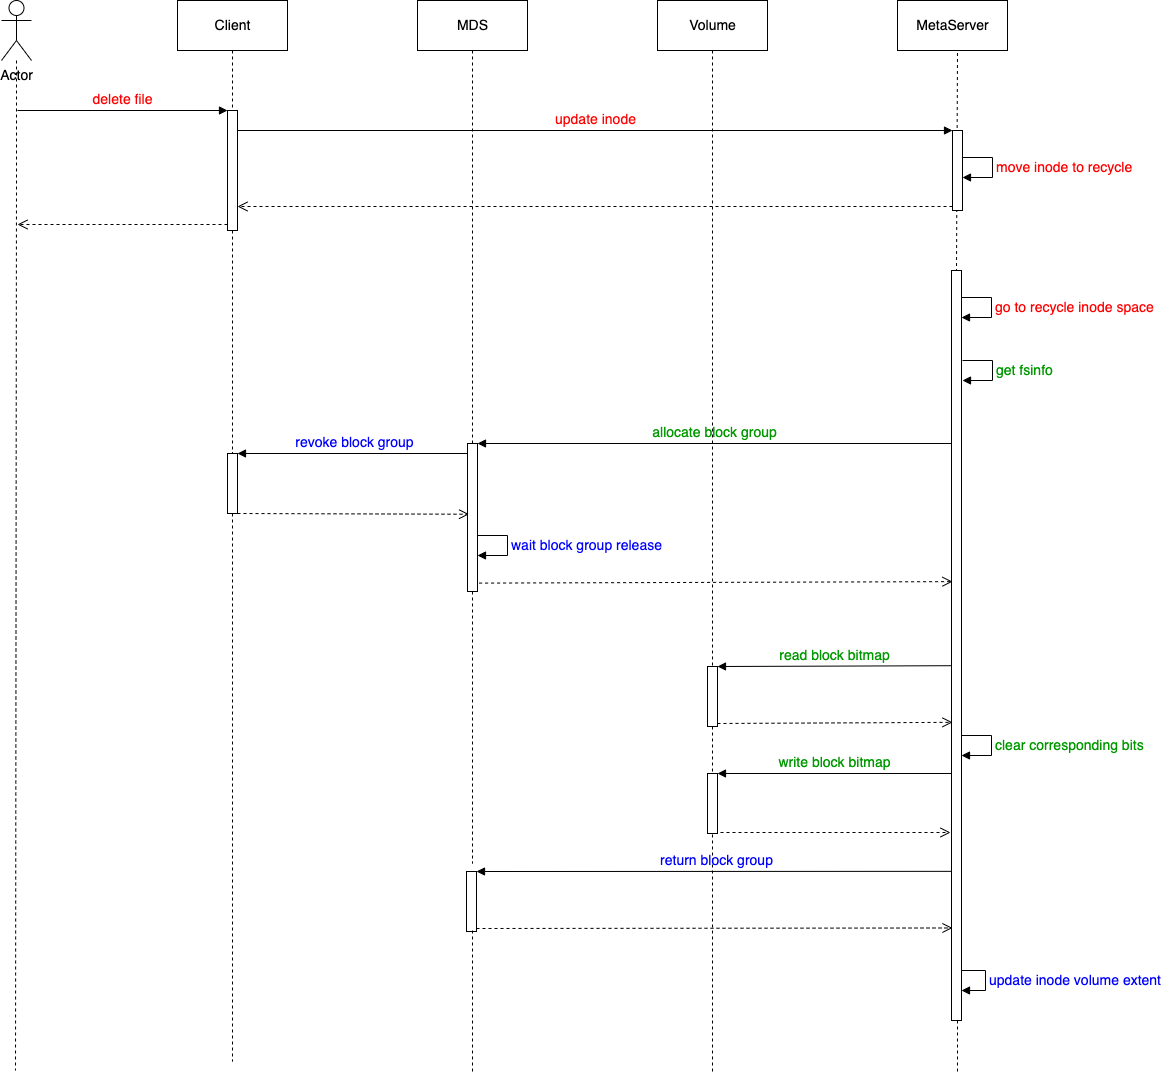 Client
MDS
Volume
MetaServer
Actor
delete file
update inode
move inode to recycle
go to recycle inode space
get fsinfo
allocate block group
revoke block group
wait block group release
read block bitmap
clear corresponding bits
write block bitmap
return block group
update inode volume extent